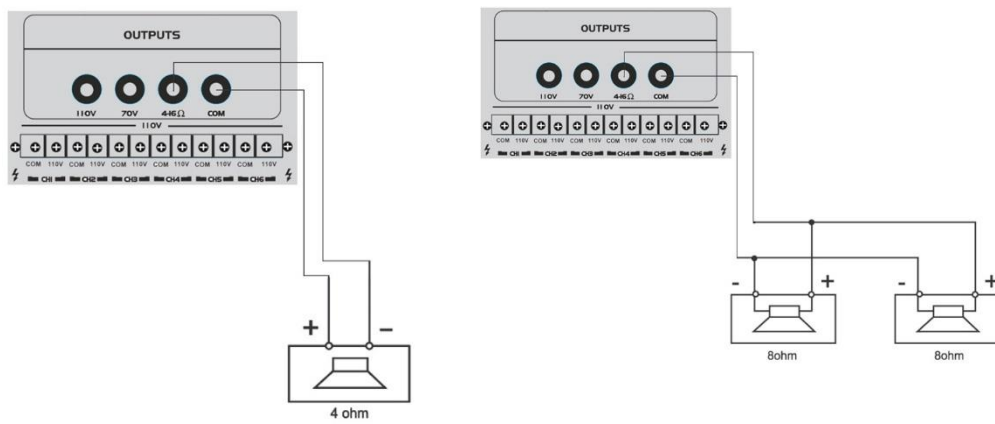 OUTPUTS
110V 70V 4-16Ω COM
110V
COM 110V COM 110V COM 110V COM 110V COM 110V COM 110V
CH1 CH2 CH3 CH4 CH5 CH6
+ −
4 ohm
OUTPUTS
110V 70V 4-16Ω COM
110V
COM 110V COM 110V COM 110V COM 110V COM 110V COM 110V
CH1 CH2 CH3 CH4 CH5 CH6
- + - +
8ohm 8ohm